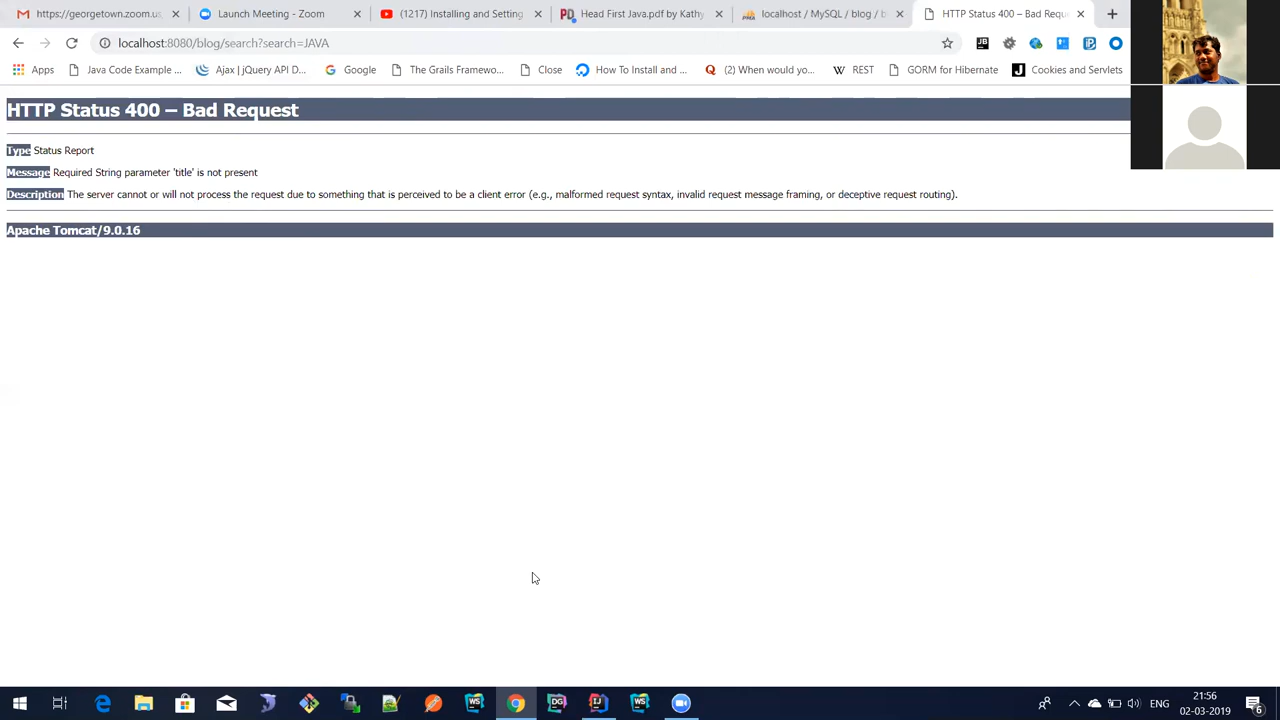 https://georgetown.zoom.us
Launch Meeting - Zoom
(1217) Installing and Setting
Head First Java.pdf by Kathy
localhost / MySQL / blog / b
HTTP Status 400 – Bad Requ
localhost:8080/blog/search?search=JAVA
Apps
Java Code Example ...
Ajax | jQuery API D...
Google
The Grails Framewo...
Close
How To Install and ...
(2) When would yo...
REST
GORM for Hibernate
Cookies and Servlets
HTTP Status 400 – Bad Request
Type Status Report
Message Required String parameter 'title' is not present
Description The server cannot or will not process the request due to something that is perceived to be a client error (e.g., malformed request syntax, invalid request message framing, or deceptive request routing).
Apache Tomcat/9.0.16
ENG
21:56
02-03-2019
6